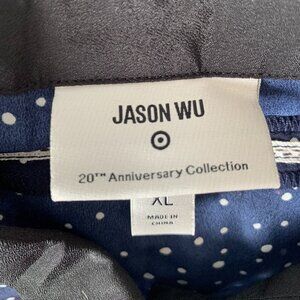 JASON WU
20TH Anniversary Collection
XL
MADE IN
CHINA